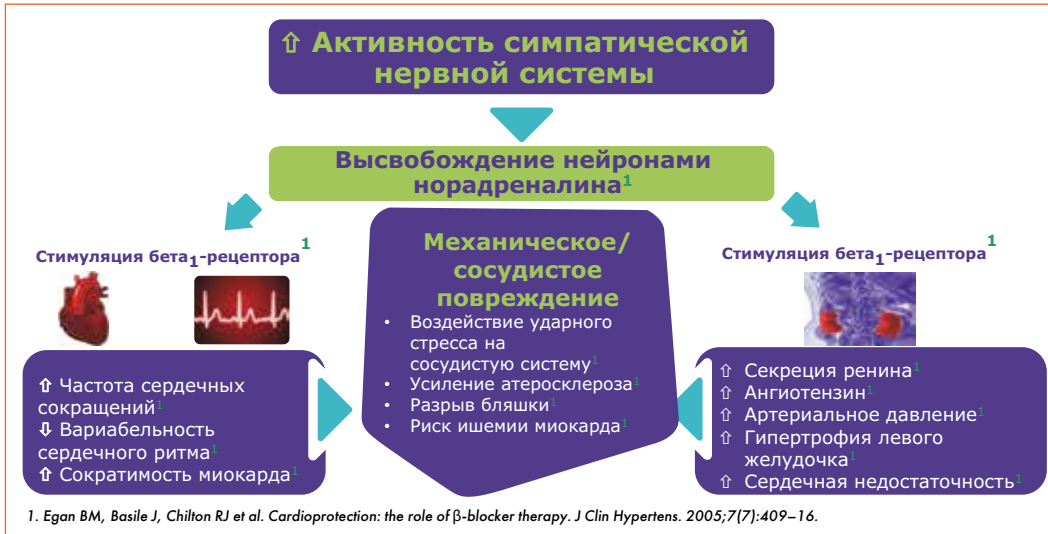 ⇧ Активность симпатической
нервной системы
Высвобождение нейронами
норадреналина¹
Стимуляция бета₁-рецептора¹
⇧ Частота сердечных
сокращений¹
⇩ Вариабельность
сердечного ритма¹
⇧ Сократимость миокарда¹
Механическое/
сосудистое
повреждение
• Воздействие ударного
стресса на
сосудистую систему¹
• Усиление атеросклероза¹
• Разрыв бляшки¹
• Риск ишемии миокарда¹
Стимуляция бета₁-рецептора¹
⇧ Секреция ренина¹
⇧ Ангиотензин¹
⇧ Артериальное давление¹
⇧ Гипертрофия левого
желудочка¹
⇧ Сердечная недостаточность¹
1. Egan BM, Basile J, Chilton RJ et al. Cardioprotection: the role of β-blocker therapy. J Clin Hypertens. 2005;7(7):409–16.